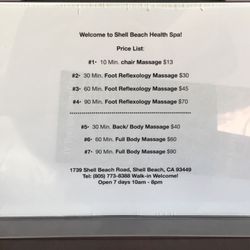 Welcome to Shell Beach Health Spa!
Price List:
#1- 10 Min. chair Massage $13
#2- 30 Min. Foot Reflexology Massage $30
#3- 60 Min. Foot Reflexology Massage $45
#4- 90 Min. Foot Reflexology Massage $70
#5- 30 Min. Back/ Body Massage $40
#6- 60 Min. Full Body Massage $60
#7- 90 Min. Full Body Massage $90
1739 Shell Beach Road, Shell Beach, CA 93449
Tel: (805) 773-8388 Walk-in Welcome!
Open 7 days 10am - 8pm